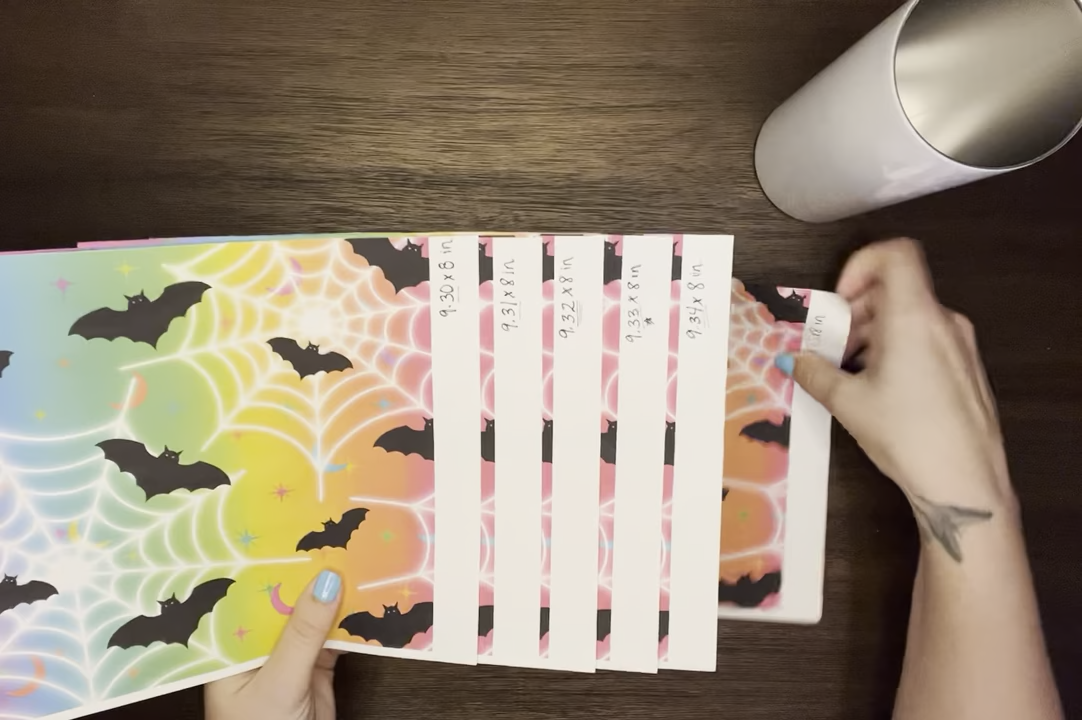 9.30 x 8 in
9.31 x 8 in
9.32 x 8 in
9.33 x 8 in
9.34 x 8 in